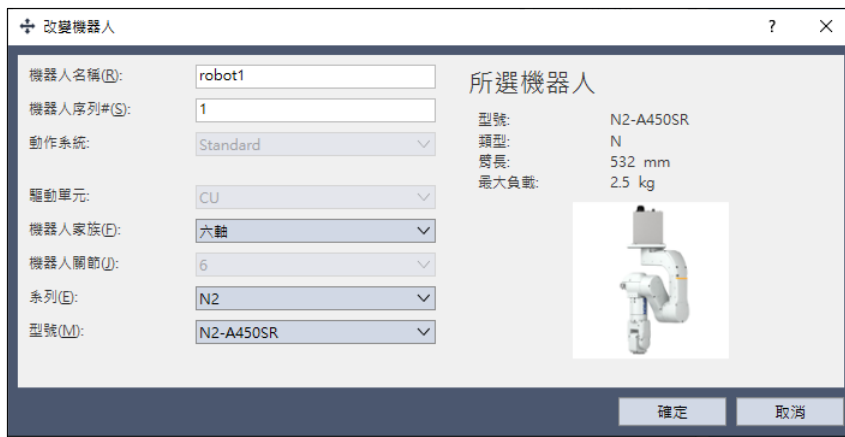 改變機器人
?
機器人名稱(R):
robot1
機器人序列#(S):
1
動作系統:
Standard
驅動單元:
CU
機器人家族(F):
六軸
機器人關節(J):
6
系列(E):
N2
型號(M):
N2-A450SR
所選機器人
型號: N2-A450SR
類型: N
臂長: 532 mm
最大負載: 2.5 kg
確定
取消